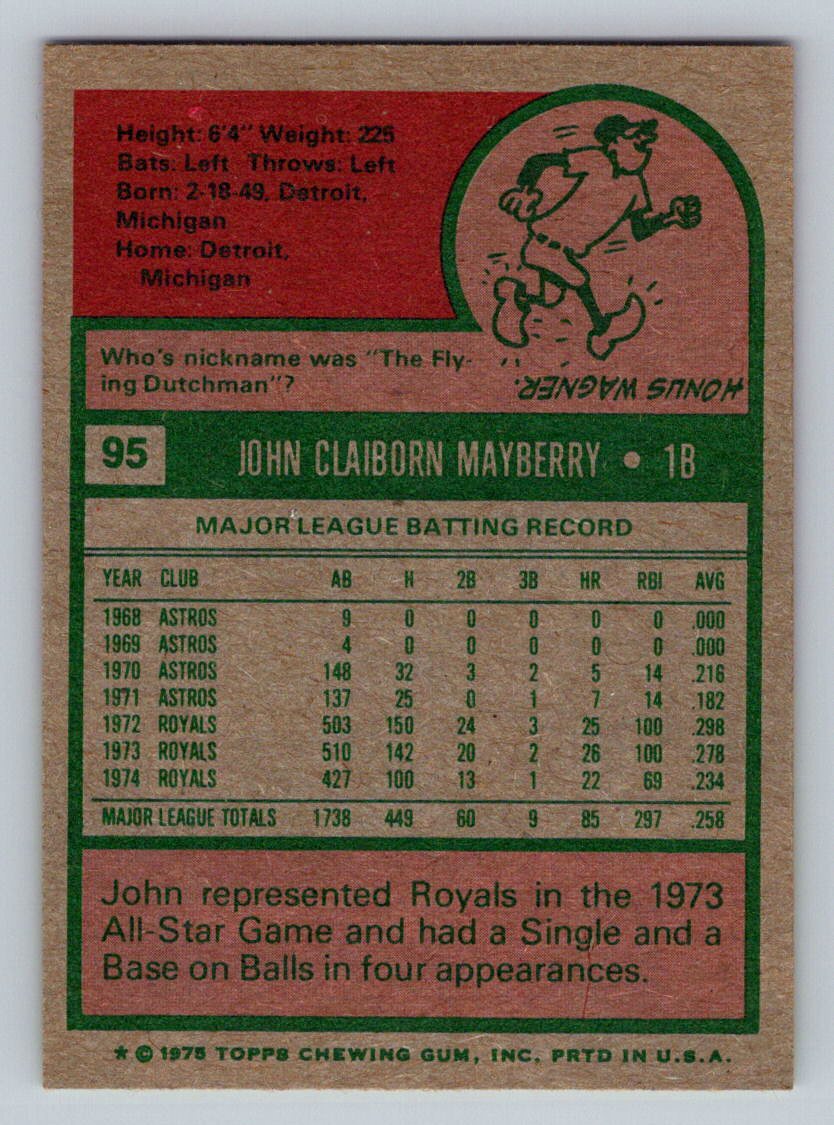 Height: 6'4" Weight: 225
Bats: Left Throws: Left
Born: 2-18-49, Detroit,
Michigan
Home: Detroit,
Michigan
Who's nickname was "The Fly-
ing Dutchman"?
HONUS WAGNER.
95 JOHN CLAIBORN MAYBERRY • 1B
MAJOR LEAGUE BATTING RECORD
YEAR CLUB AB H 2B 3B HR RBI AVG
1968 ASTROS 9 0 0 0 0 0 .000
1969 ASTROS 4 0 0 0 0 0 .000
1970 ASTROS 148 32 3 2 5 14 .216
1971 ASTROS 137 25 0 1 7 14 .182
1972 ROYALS 503 150 24 3 25 100 .298
1973 ROYALS 510 142 20 2 26 100 .278
1974 ROYALS 427 100 13 1 22 69 .234
MAJOR LEAGUE TOTALS 1738 449 60 9 85 297 .258
John represented Royals in the 1973
All-Star Game and had a Single and a
Base on Balls in four appearances.
* © 1975 TOPPS CHEWING GUM, INC. PRTD IN U.S.A.